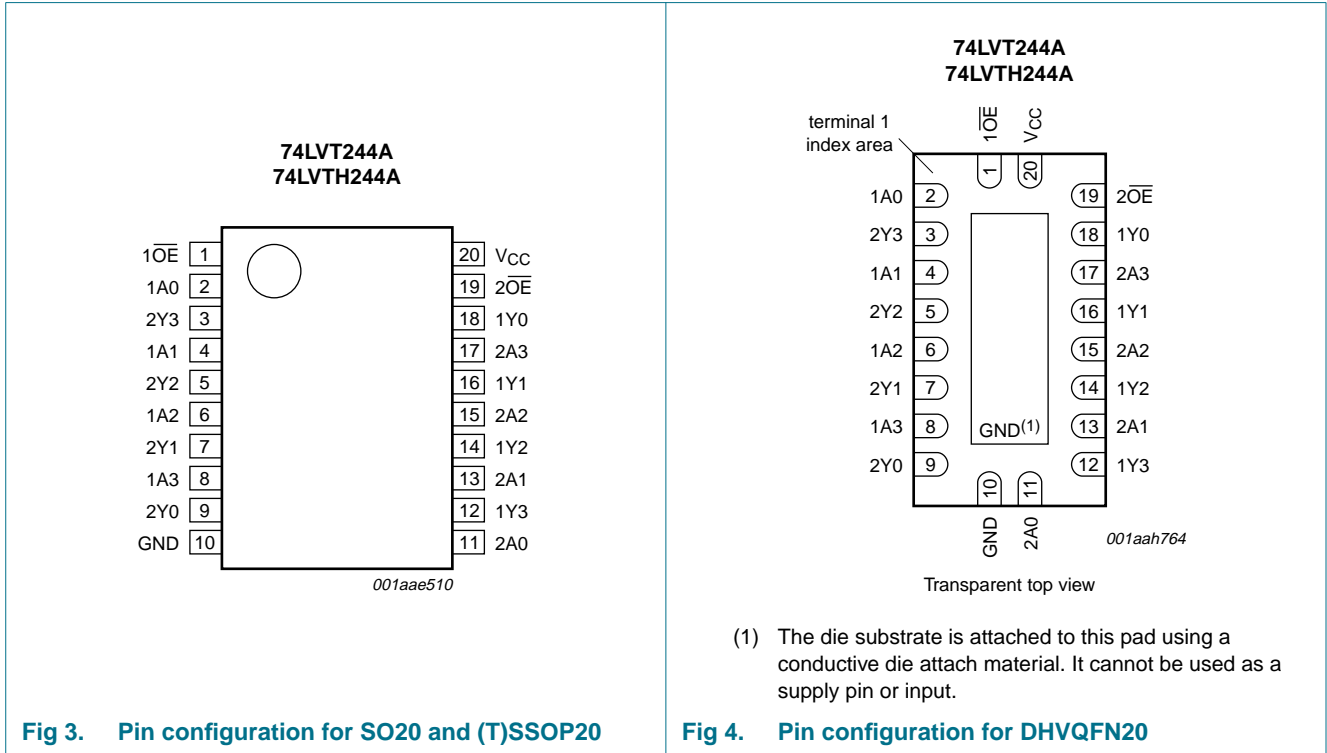 74LVT244A
74LVTH244A
1O̅E̅ 1
1A0 2
2Y3 3
1A1 4
2Y2 5
1A2 6
2Y1 7
1A3 8
2Y0 9
GND 10
20 VCC
19 2O̅E̅
18 1Y0
17 2A3
16 1Y1
15 2A2
14 1Y2
13 2A1
12 1Y3
11 2A0
001aae510
Fig 3. Pin configuration for SO20 and (T)SSOP20
74LVT244A
74LVTH244A
terminal 1
index area
1O̅E̅
VCC
1
20
1A0 2
2Y3 3
1A1 4
2Y2 5
1A2 6
2Y1 7
1A3 8
2Y0 9
19 2O̅E̅
18 1Y0
17 2A3
16 1Y1
15 2A2
14 1Y2
13 2A1
12 1Y3
GND(1)
10
11
GND
2A0
001aah764
Transparent top view
(1) The die substrate is attached to this pad using a
conductive die attach material. It cannot be used as a
supply pin or input.
Fig 4. Pin configuration for DHVQFN20